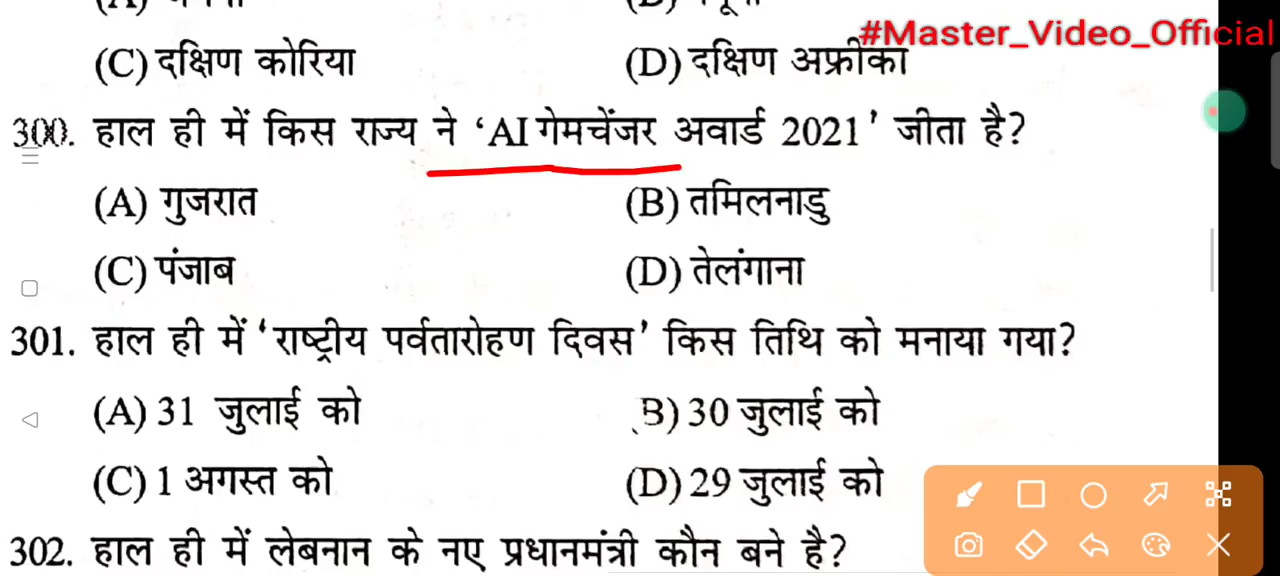 #Master_Video_Official
(C) दक्षिण कोरिया (D) दक्षिण अफ्रीका
300. हाल ही में किस राज्य ने ‘AI गेमचेंजर अवार्ड 2021’ जीता है?
(A) गुजरात (B) तमिलनाडु
(C) पंजाब (D) तेलंगाना
301. हाल ही में ‘राष्ट्रीय पर्वतारोहण दिवस’ किस तिथि को मनाया गया?
(A) 31 जुलाई को B) 30 जुलाई को
(C) 1 अगस्त को (D) 29 जुलाई को
302. हाल ही में लेबनान के नए प्रधानमंत्री कौन बने है?